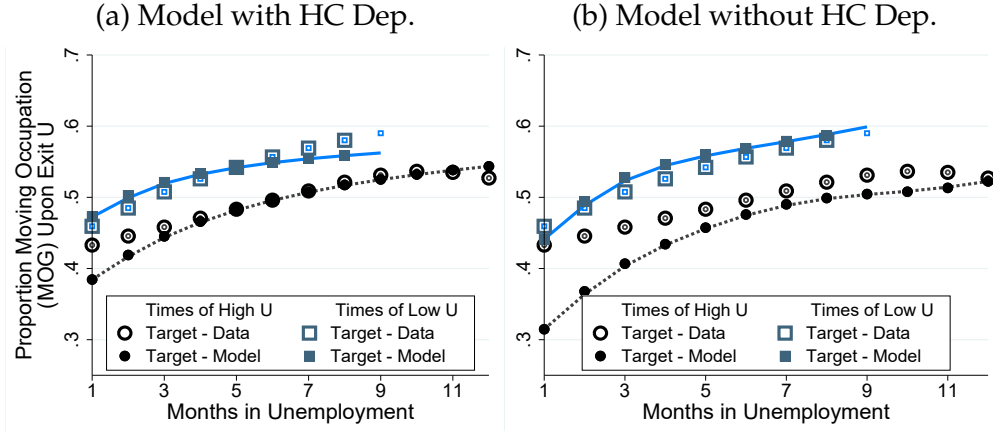 (a) Model with HC Dep.
Proportion Moving Occupation
(MOG) Upon Exit U
.7
.6
.5
.4
.3
Times of High U Times of Low U
Target - Data Target - Data
Target - Model Target - Model
1 3 5 7 9 11
Months in Unemployment
(b) Model without HC Dep.
.7
.6
.5
.4
.3
Times of High U Times of Low U
Target - Data Target - Data
Target - Model Target - Model
1 3 5 7 9 11
Months in Unemployment